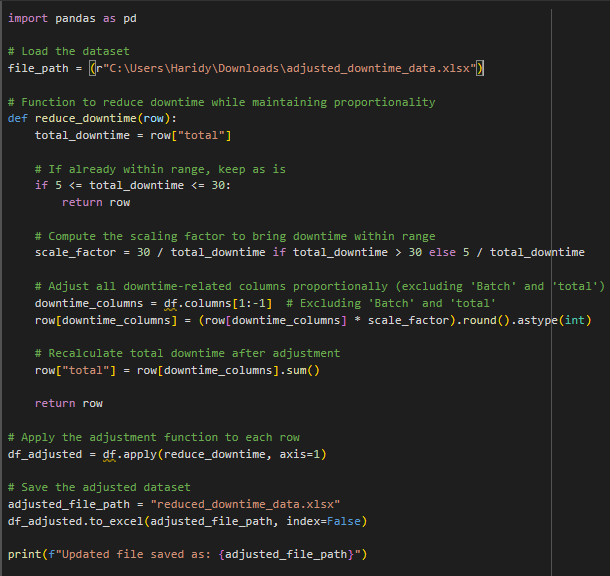 import pandas as pd
# Load the dataset
file_path = (r"C:\Users\Haridy\Downloads\adjusted_downtime_data.xlsx")
# Function to reduce downtime while maintaining proportionality
def reduce_downtime(row):
    total_downtime = row["total"]
    # If already within range, keep as is
    if 5 <= total_downtime <= 30:
        return row
    # Compute the scaling factor to bring downtime within range
    scale_factor = 30 / total_downtime if total_downtime > 30 else 5 / total_downtime
    # Adjust all downtime-related columns proportionally (excluding 'Batch' and 'total')
    downtime_columns = df.columns[1:-1]  # Excluding 'Batch' and 'total'
    row[downtime_columns] = (row[downtime_columns] * scale_factor).round().astype(int)
    # Recalculate total downtime after adjustment
    row["total"] = row[downtime_columns].sum()
    return row
# Apply the adjustment function to each row
df_adjusted = df.apply(reduce_downtime, axis=1)
# Save the adjusted dataset
adjusted_file_path = "reduced_downtime_data.xlsx"
df_adjusted.to_excel(adjusted_file_path, index=False)
print(f"Updated file saved as: {adjusted_file_path}")